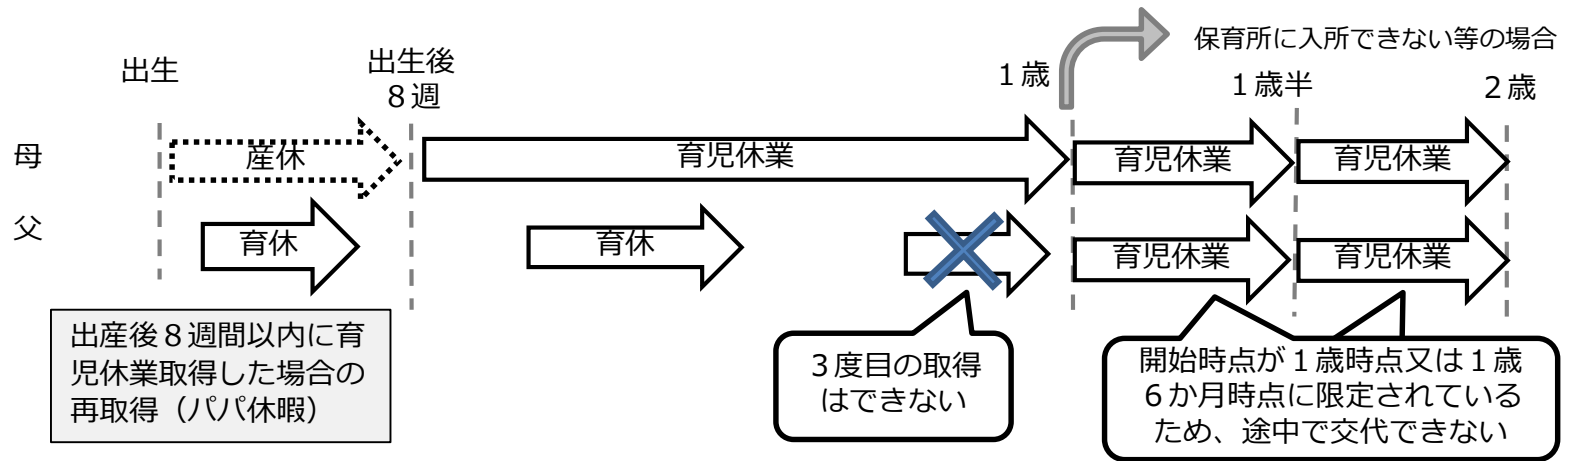 保育所に入所できない等の場合
出生
出生後
８週
１歳
１歳半
２歳
母
産休
育児休業
育児休業
育児休業
父
育休
育休
育児休業
育児休業
出産後８週間以内に育
児休業取得した場合の
再取得（パパ休暇）
３度目の取得
はできない
開始時点が１歳時点又は１歳
６か月時点に限定されている
ため、途中で交代できない